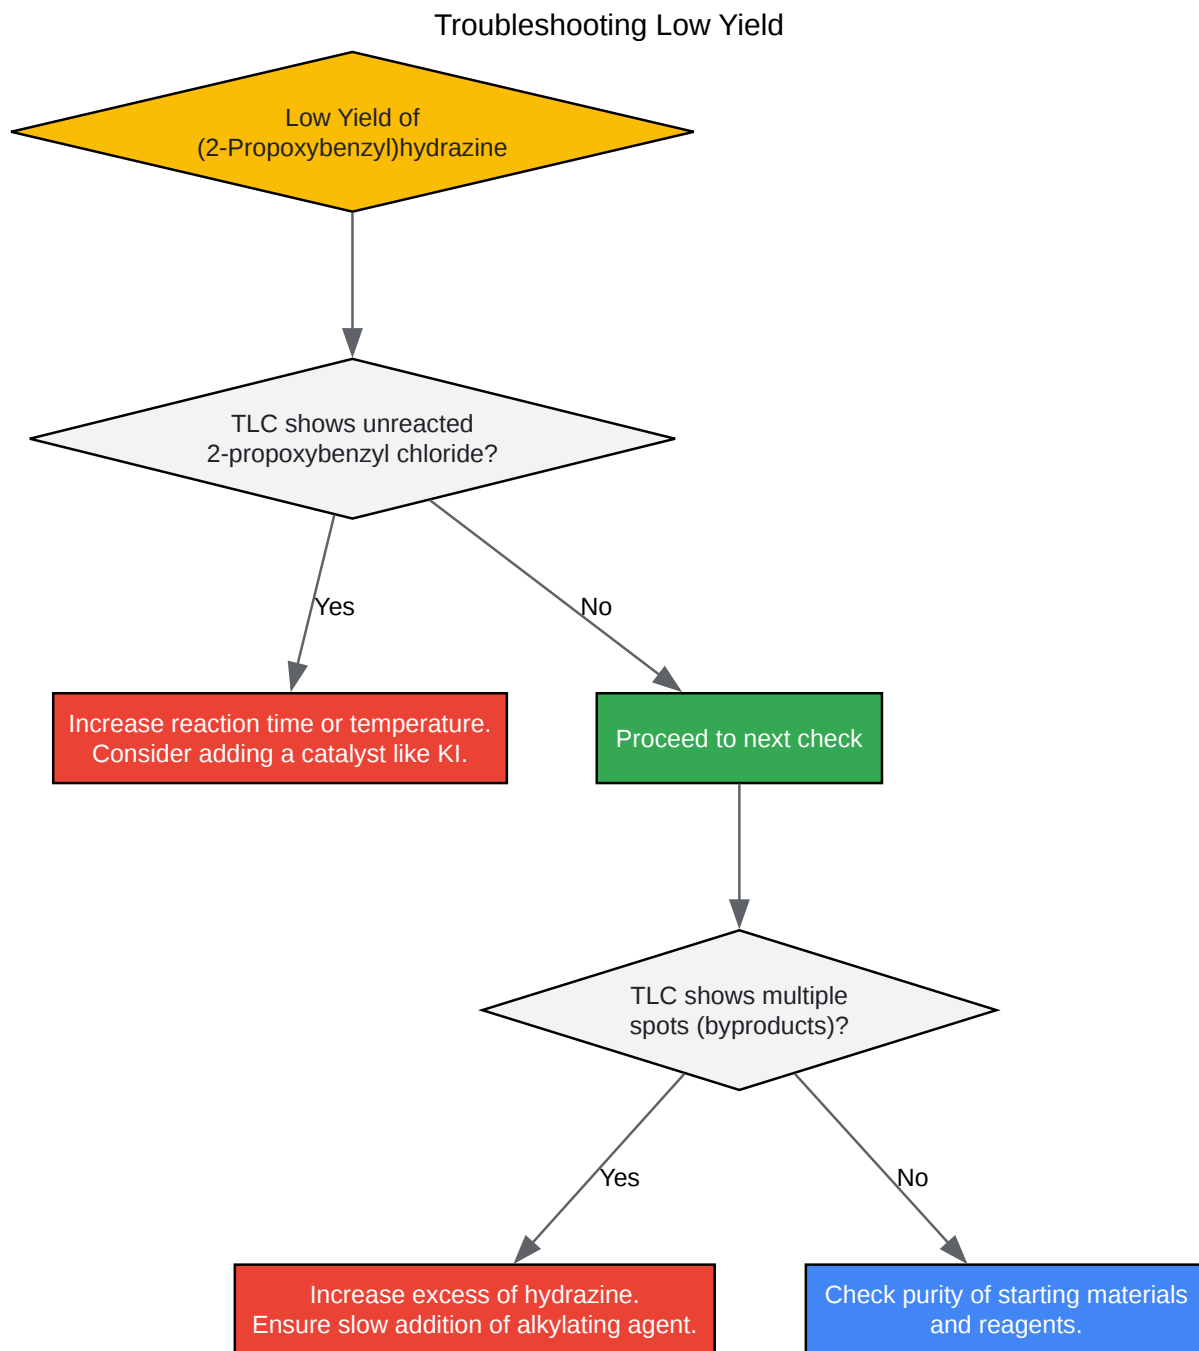 Troubleshooting Low Yield
Low Yield of
(2-Propoxybenzyl)hydrazine
TLC shows unreacted
2-propoxybenzyl chloride?
Yes
No
Increase reaction time or temperature.
Consider adding a catalyst like KI.
Proceed to next check
TLC shows multiple
spots (byproducts)?
Yes
No
Increase excess of hydrazine.
Ensure slow addition of alkylating agent.
Check purity of starting materials
and reagents.